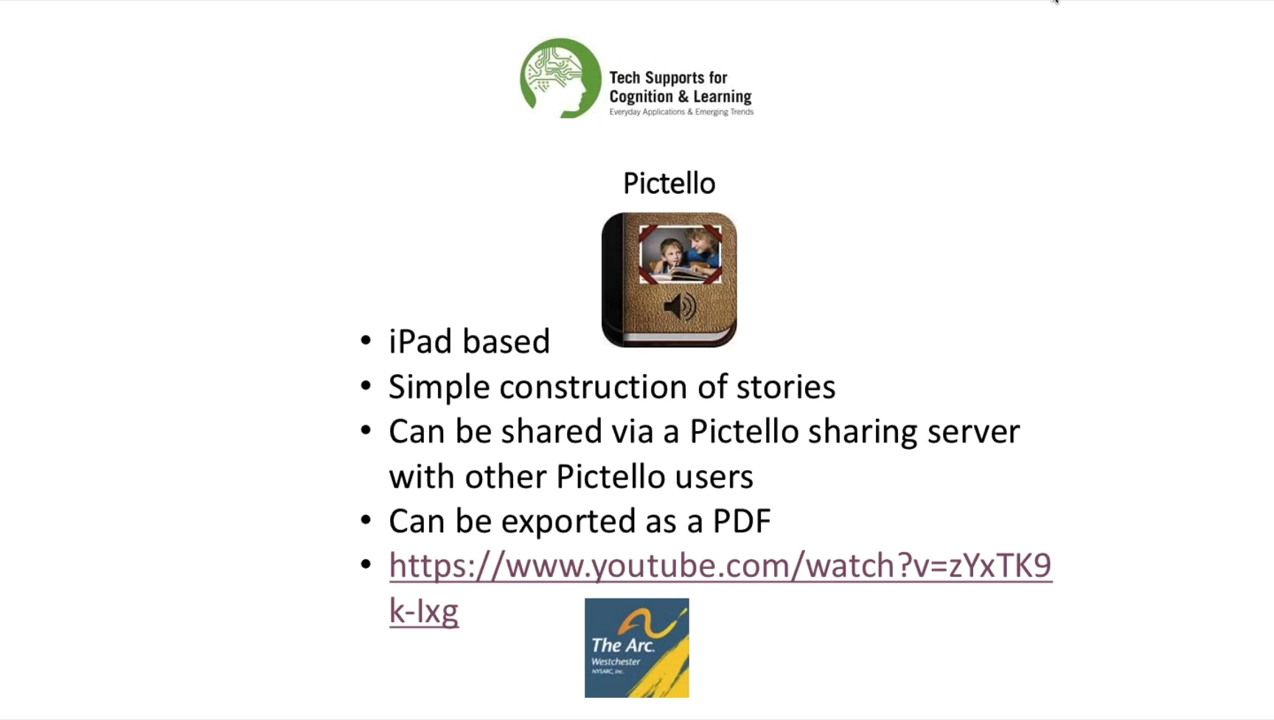 Tech Supports for
Cognition & Learning
Everyday Applications & Emerging Trends
Pictello
• iPad based
• Simple construction of stories
• Can be shared via a Pictello sharing server
with other Pictello users
• Can be exported as a PDF
• https://www.youtube.com/watch?v=zYxTK9
k-Ixg
The Arc.
Westchester
NYSARC, Inc.